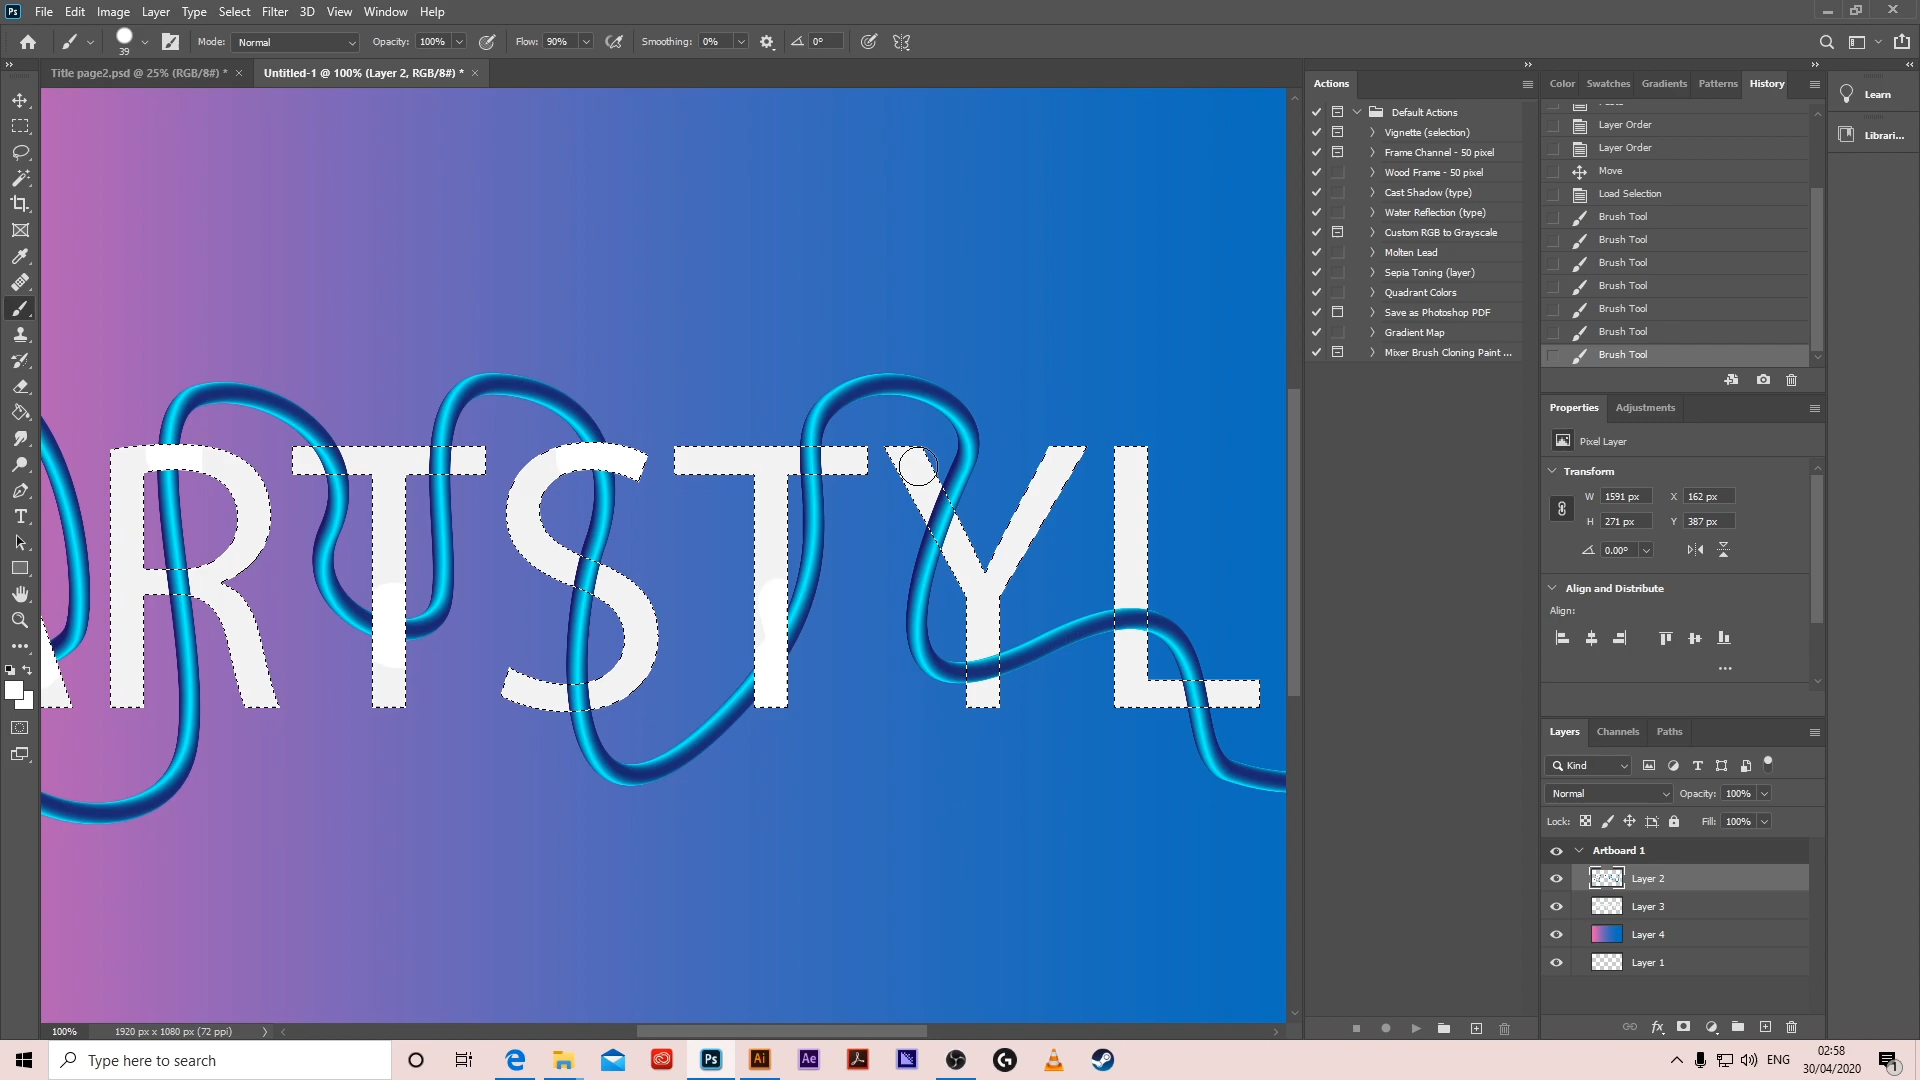 Ps File Edit Image Layer Type Select Filter 3D View Window Help
39 Mode: Normal Opacity: 100% Flow: 90% Smoothing: 0% 0°
Title page2.psd @ 25% (RGB/8#) * Untitled-1 @ 100% (Layer 2, RGB/8#) *
Actions
Default Actions
Vignette (selection)
Frame Channel - 50 pixel
Wood Frame - 50 pixel
Cast Shadow (type)
Water Reflection (type)
Custom RGB to Grayscale
Molten Lead
Sepia Toning (layer)
Quadrant Colors
Save as Photoshop PDF
Gradient Map
Mixer Brush Cloning Paint ...
Color Swatches Gradients Patterns History
Layer Order
Layer Order
Move
Load Selection
Brush Tool
Brush Tool
Brush Tool
Brush Tool
Brush Tool
Brush Tool
Brush Tool
Learn
Librari...
Properties Adjustments
Pixel Layer
Transform
W 1591 px X 162 px
H 271 px Y 387 px
0.00°
Align and Distribute
Align:
Layers Channels Paths
Kind
Normal Opacity: 100%
Lock: Fill: 100%
Artboard 1
Layer 2
Layer 3
Layer 4
Layer 1
ARTSTYL
100% 1920 px x 1080 px (72 ppi)
Type here to search
Ps Ai Ae
ENG
02:58
30/04/2020
1